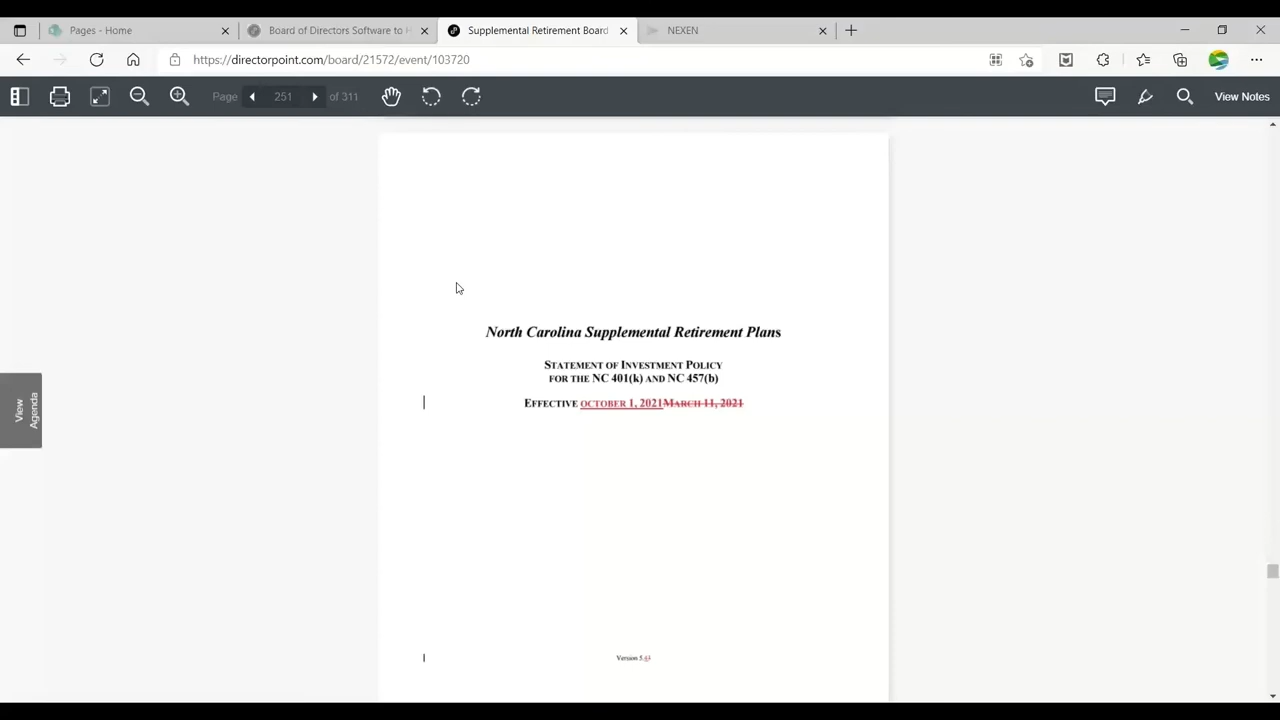 Pages - Home
Board of Directors Software to H
Supplemental Retirement Board
NEXEN
https://directorpoint.com/board/21572/event/103720
Page 251 of 311
View Notes
View
Agenda
North Carolina Supplemental Retirement Plans
STATEMENT OF INVESTMENT POLICY
FOR THE NC 401(k) AND NC 457(b)
EFFECTIVE OCTOBER 1, 2021MARCH 11, 2021
Version 5.